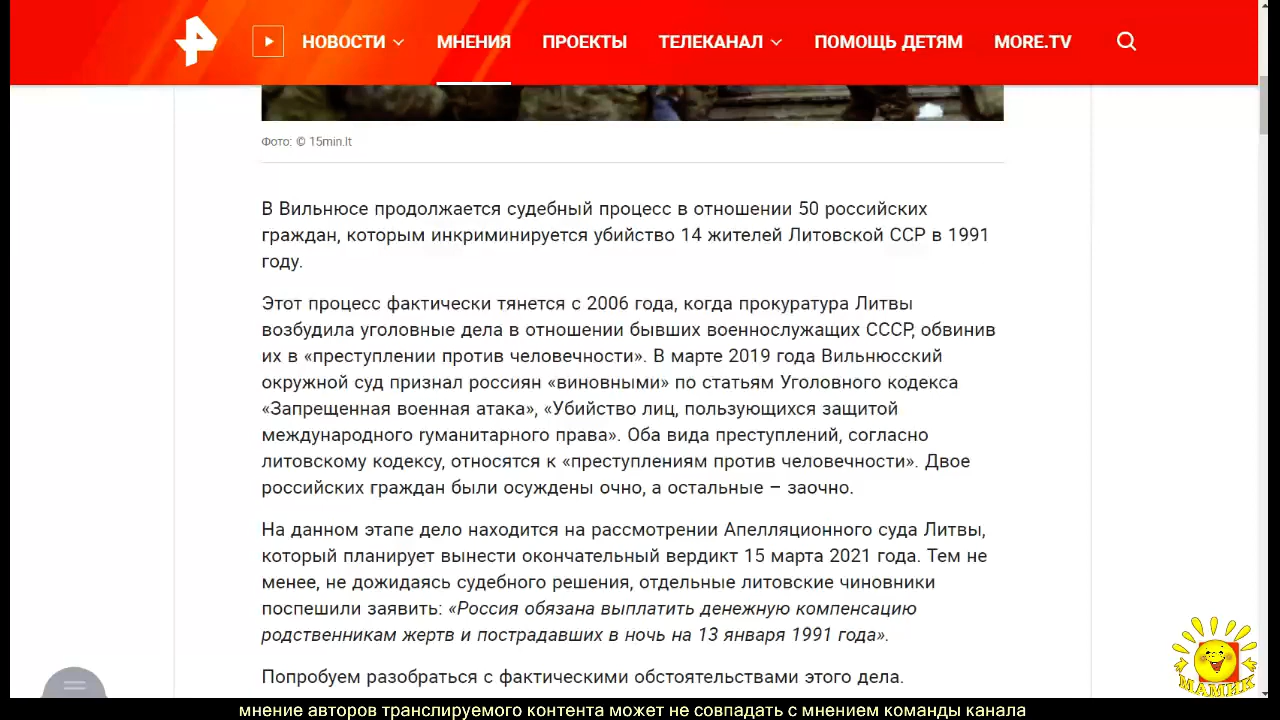 НОВОСТИ МНЕНИЯ ПРОЕКТЫ ТЕЛЕКАНАЛ ПОМОЩЬ ДЕТЯМ MORE.TV
Фото: © 15min.lt
В Вильнюсе продолжается судебный процесс в отношении 50 российских
граждан, которым инкриминируется убийство 14 жителей Литовской ССР в 1991
году.
Этот процесс фактически тянется с 2006 года, когда прокуратура Литвы
возбудила уголовные дела в отношении бывших военнослужащих СССР, обвинив
их в «преступлении против человечности». В марте 2019 года Вильнюсский
окружной суд признал россиян «виновными» по статьям Уголовного кодекса
«Запрещенная военная атака», «Убийство лиц, пользующихся защитой
международного гуманитарного права». Оба вида преступлений, согласно
литовскому кодексу, относятся к «преступлениям против человечности». Двое
российских граждан были осуждены очно, а остальные – заочно.
На данном этапе дело находится на рассмотрении Апелляционного суда Литвы,
который планирует вынести окончательный вердикт 15 марта 2021 года. Тем не
менее, не дожидаясь судебного решения, отдельные литовские чиновники
поспешили заявить: «Россия обязана выплатить денежную компенсацию
родственникам жертв и пострадавших в ночь на 13 января 1991 года».
Попробуем разобраться с фактическими обстоятельствами этого дела.
МАМИК
мнение авторов транслируемого контента может не совпадать с мнением команды канала